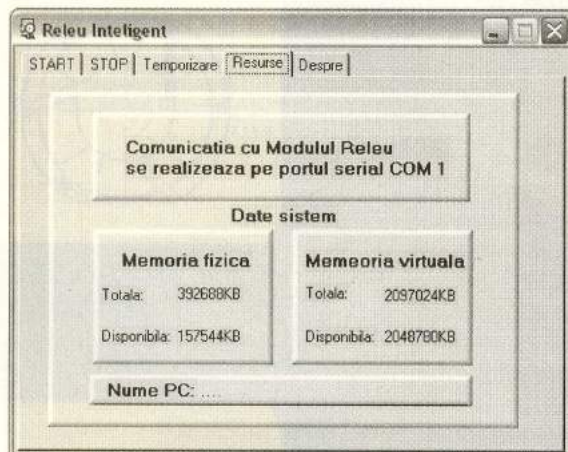 Releu Inteligent
START STOP Temporizare Resurse Despre
Comunicatia cu Modulul Releu
se realizeaza pe portul serial COM 1
Date sistem
Memoria fizica
Totala: 392688KB
Disponibila: 157544KB
Memeoria virtuala
Totala: 2097024KB
Disponibila: 2048780KB
Nume PC: ....